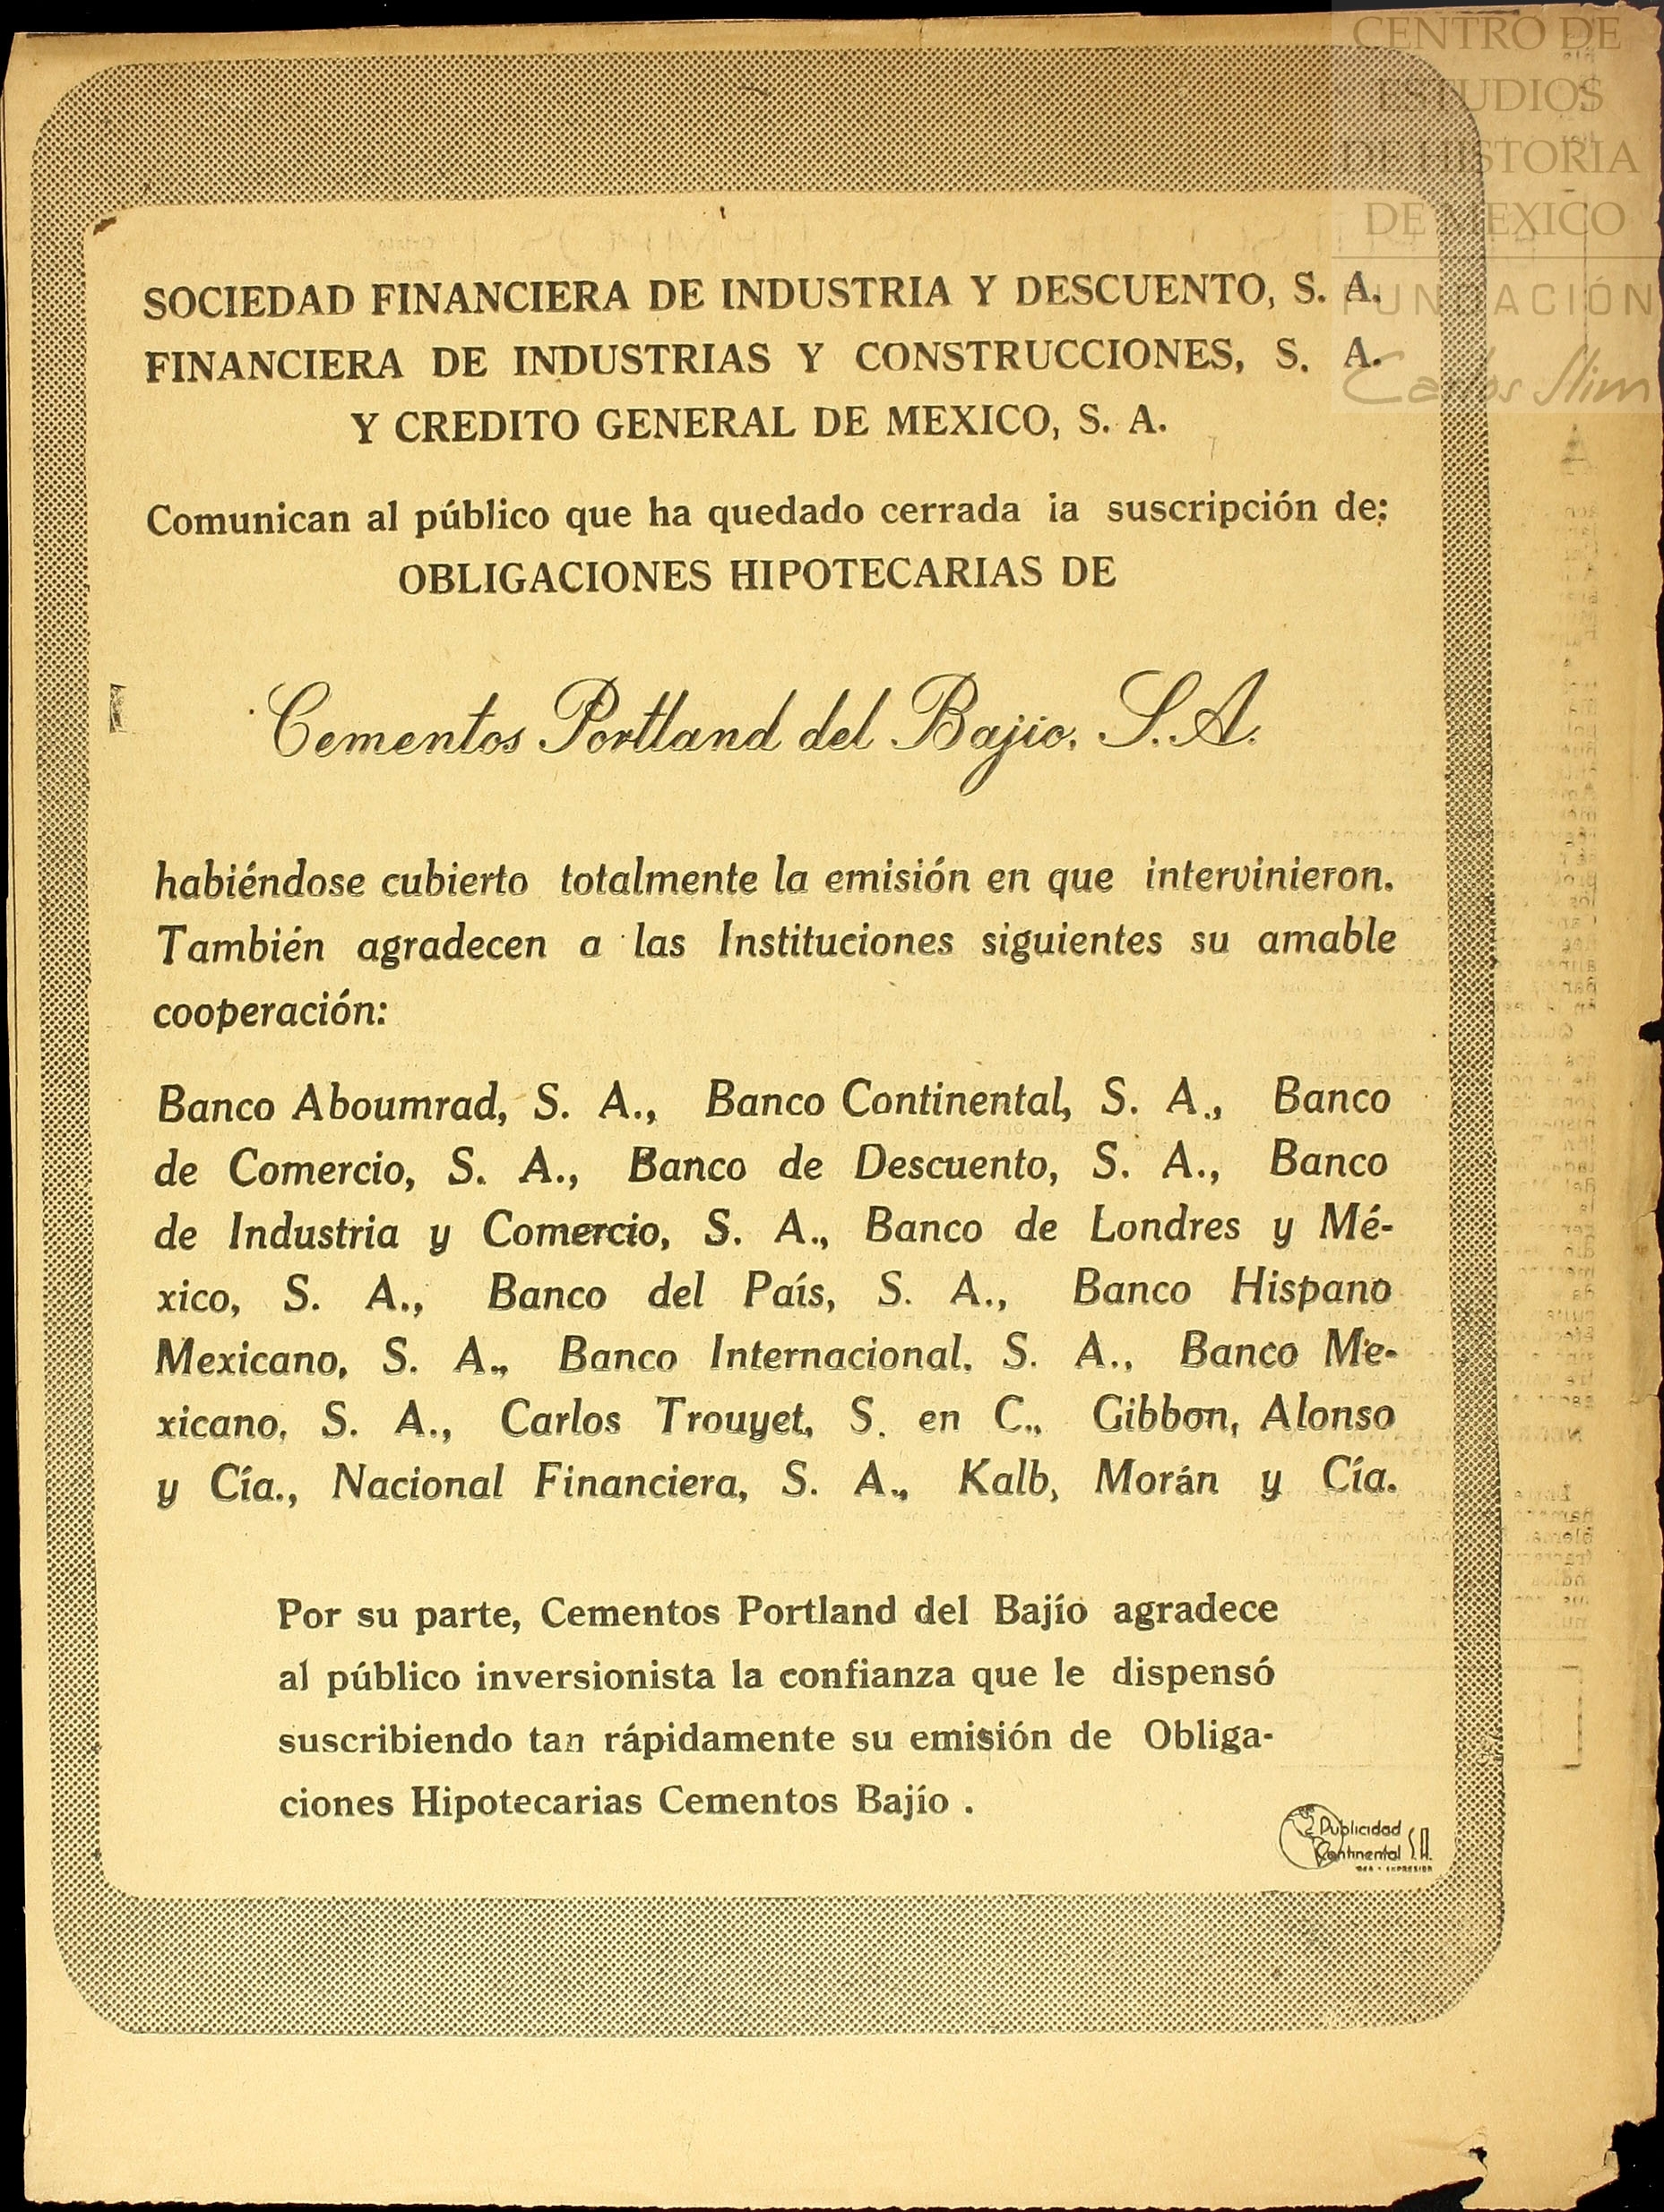 CENTRO DE
ESTUDIOS
DE HISTORIA
DE MEXICO
FUNDACIÓN
Carlos Slim
SOCIEDAD FINANCIERA DE INDUSTRIA Y DESCUENTO, S. A.
FINANCIERA DE INDUSTRIAS Y CONSTRUCCIONES, S. A.
Y CREDITO GENERAL DE MEXICO, S. A.
Comunican al público que ha quedado cerrada la suscripción de:
OBLIGACIONES HIPOTECARIAS DE
Cementos Portland del Bajío, S.A.
habiéndose cubierto totalmente la emisión en que intervinieron.
También agradecen a las Instituciones siguientes su amable
cooperación:
Banco Aboumrad, S. A., Banco Continental, S. A., Banco
de Comercio, S. A., Banco de Descuento, S. A., Banco
de Industria y Comercio, S. A., Banco de Londres y Mé-
xico, S. A., Banco del País, S. A., Banco Hispano
Mexicano, S. A., Banco Internacional, S. A., Banco Me-
xicano, S. A., Carlos Trouyet, S. en C., Gibbon, Alonso
y Cía., Nacional Financiera, S. A., Kalb, Morán y Cía.
Por su parte, Cementos Portland del Bajío agradece
al público inversionista la confianza que le dispensó
suscribiendo tan rápidamente su emisión de Obliga-
ciones Hipotecarias Cementos Bajío .
Publicidad
Continental S.A.